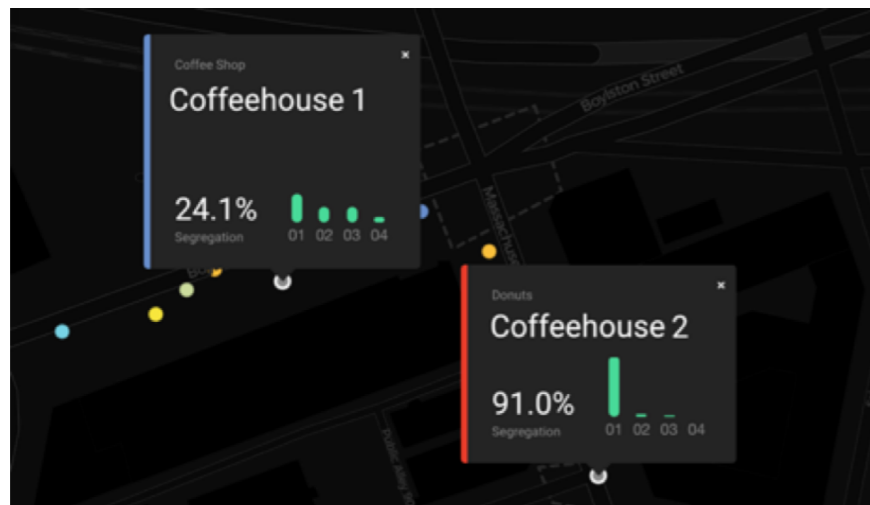 Coffee Shop
×
Coffeehouse 1
24.1%
Segregation
01 02 03 04
Boylston Street
Donuts
×
Coffeehouse 2
91.0%
Segregation
01 02 03 04